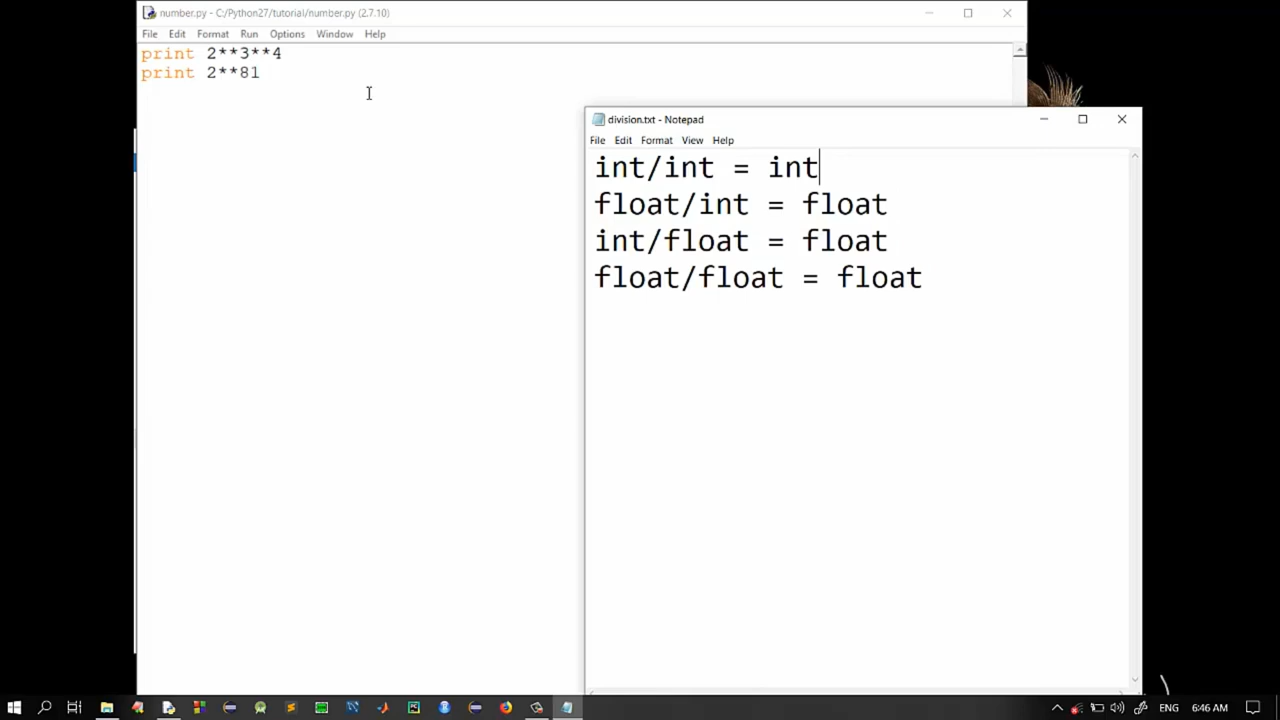 number.py - C:/Python27/tutorial/number.py (2.7.10)
File Edit Format Run Options Window Help
print 2**3**4
print 2**81
division.txt - Notepad
File Edit Format View Help
int/int = int
float/int = float
int/float = float
float/float = float
ENG 6:46 AM